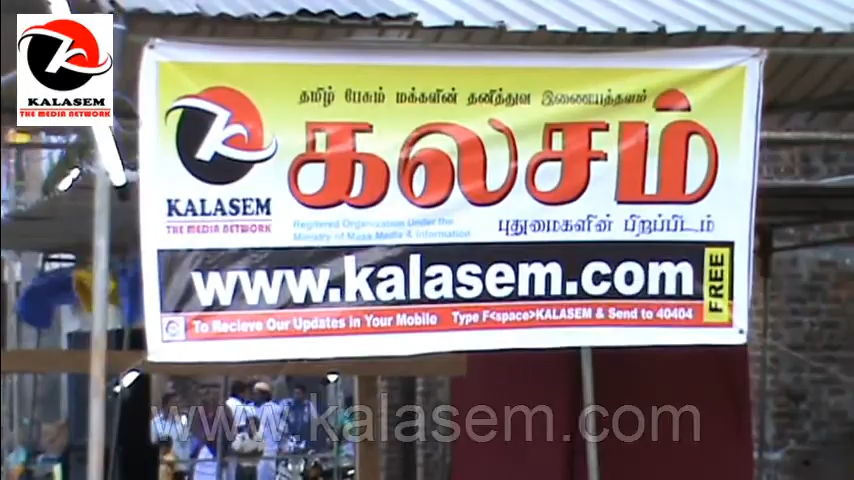 KALASEM
THE MEDIA NETWORK
தமிழ் பேசும் மக்களின் தனித்துவ இணையத்தளம்
கலசம்
KALASEM
THE MEDIA NETWORK
Registered Organization Under the
Ministry of Mass Media & Information
புதுமைகளின் பிறப்பிடம்
www.kalasem.com
FREE
To Recieve Our Updates in Your Mobile Type F<space>KALASEM & Send to 40404
www.kalasem.com